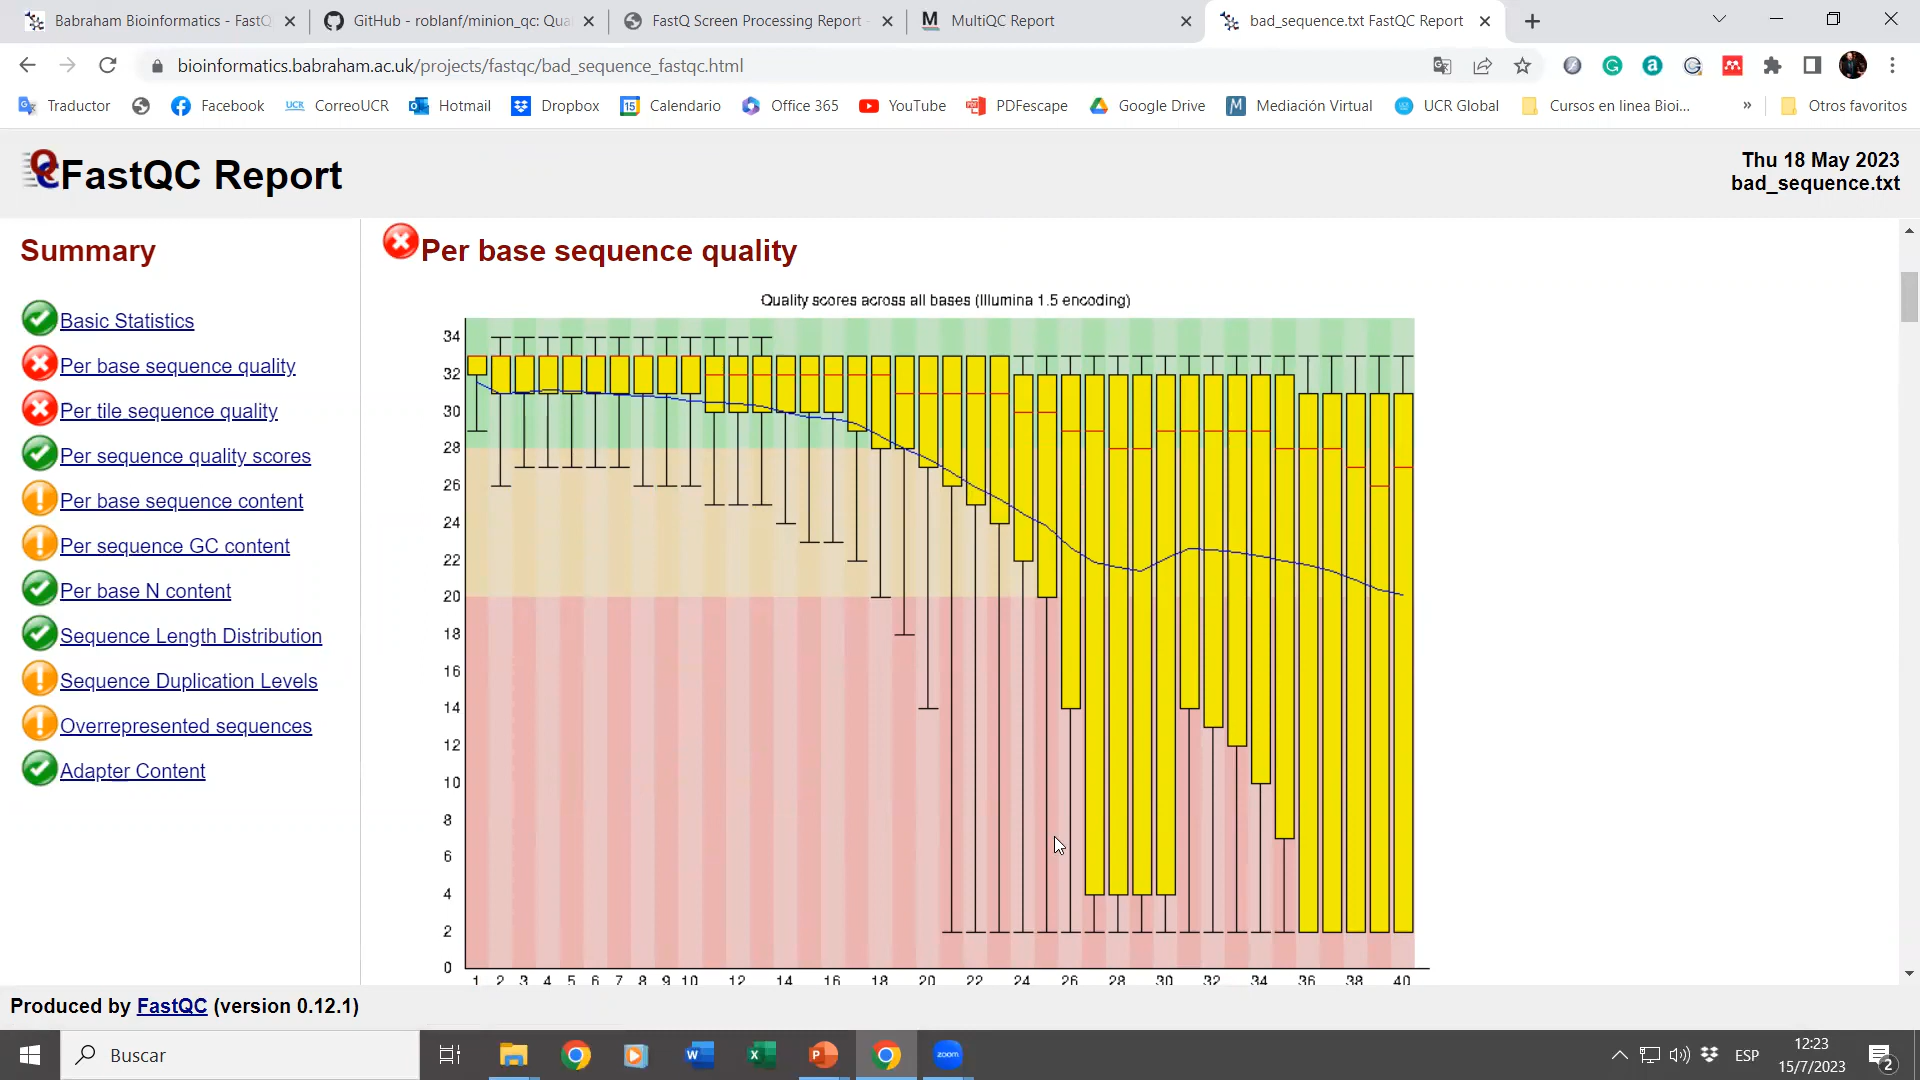 Babraham Bioinformatics - FastQ
GitHub - roblanf/minion_qc: Qua
FastQ Screen Processing Report -
M MultiQC Report
bad_sequence.txt FastQC Report
bioinformatics.babraham.ac.uk/projects/fastqc/bad_sequence_fastqc.html
Traductor Facebook UCR CorreoUCR Hotmail Dropbox 15 Calendario Office 365 YouTube PDFescape Google Drive M Mediación Virtual UCR Global Cursos en linea Bioi... » Otros favoritos
FastQC Report
Thu 18 May 2023
bad_sequence.txt
Summary
Basic Statistics
Per base sequence quality
Per tile sequence quality
Per sequence quality scores
Per base sequence content
Per sequence GC content
Per base N content
Sequence Length Distribution
Sequence Duplication Levels
Overrepresented sequences
Adapter Content
Per base sequence quality
Quality scores across all bases (Illumina 1.5 encoding)
34
32
30
28
26
24
22
20
18
16
14
12
10
8
6
4
2
0
1 2 3 4 5 6 7 8 9 10 12 14 16 18 20 22 24 26 28 30 32 34 36 38 40
Produced by FastQC (version 0.12.1)
Buscar
zoom
ESP
12:23
15/7/2023
2